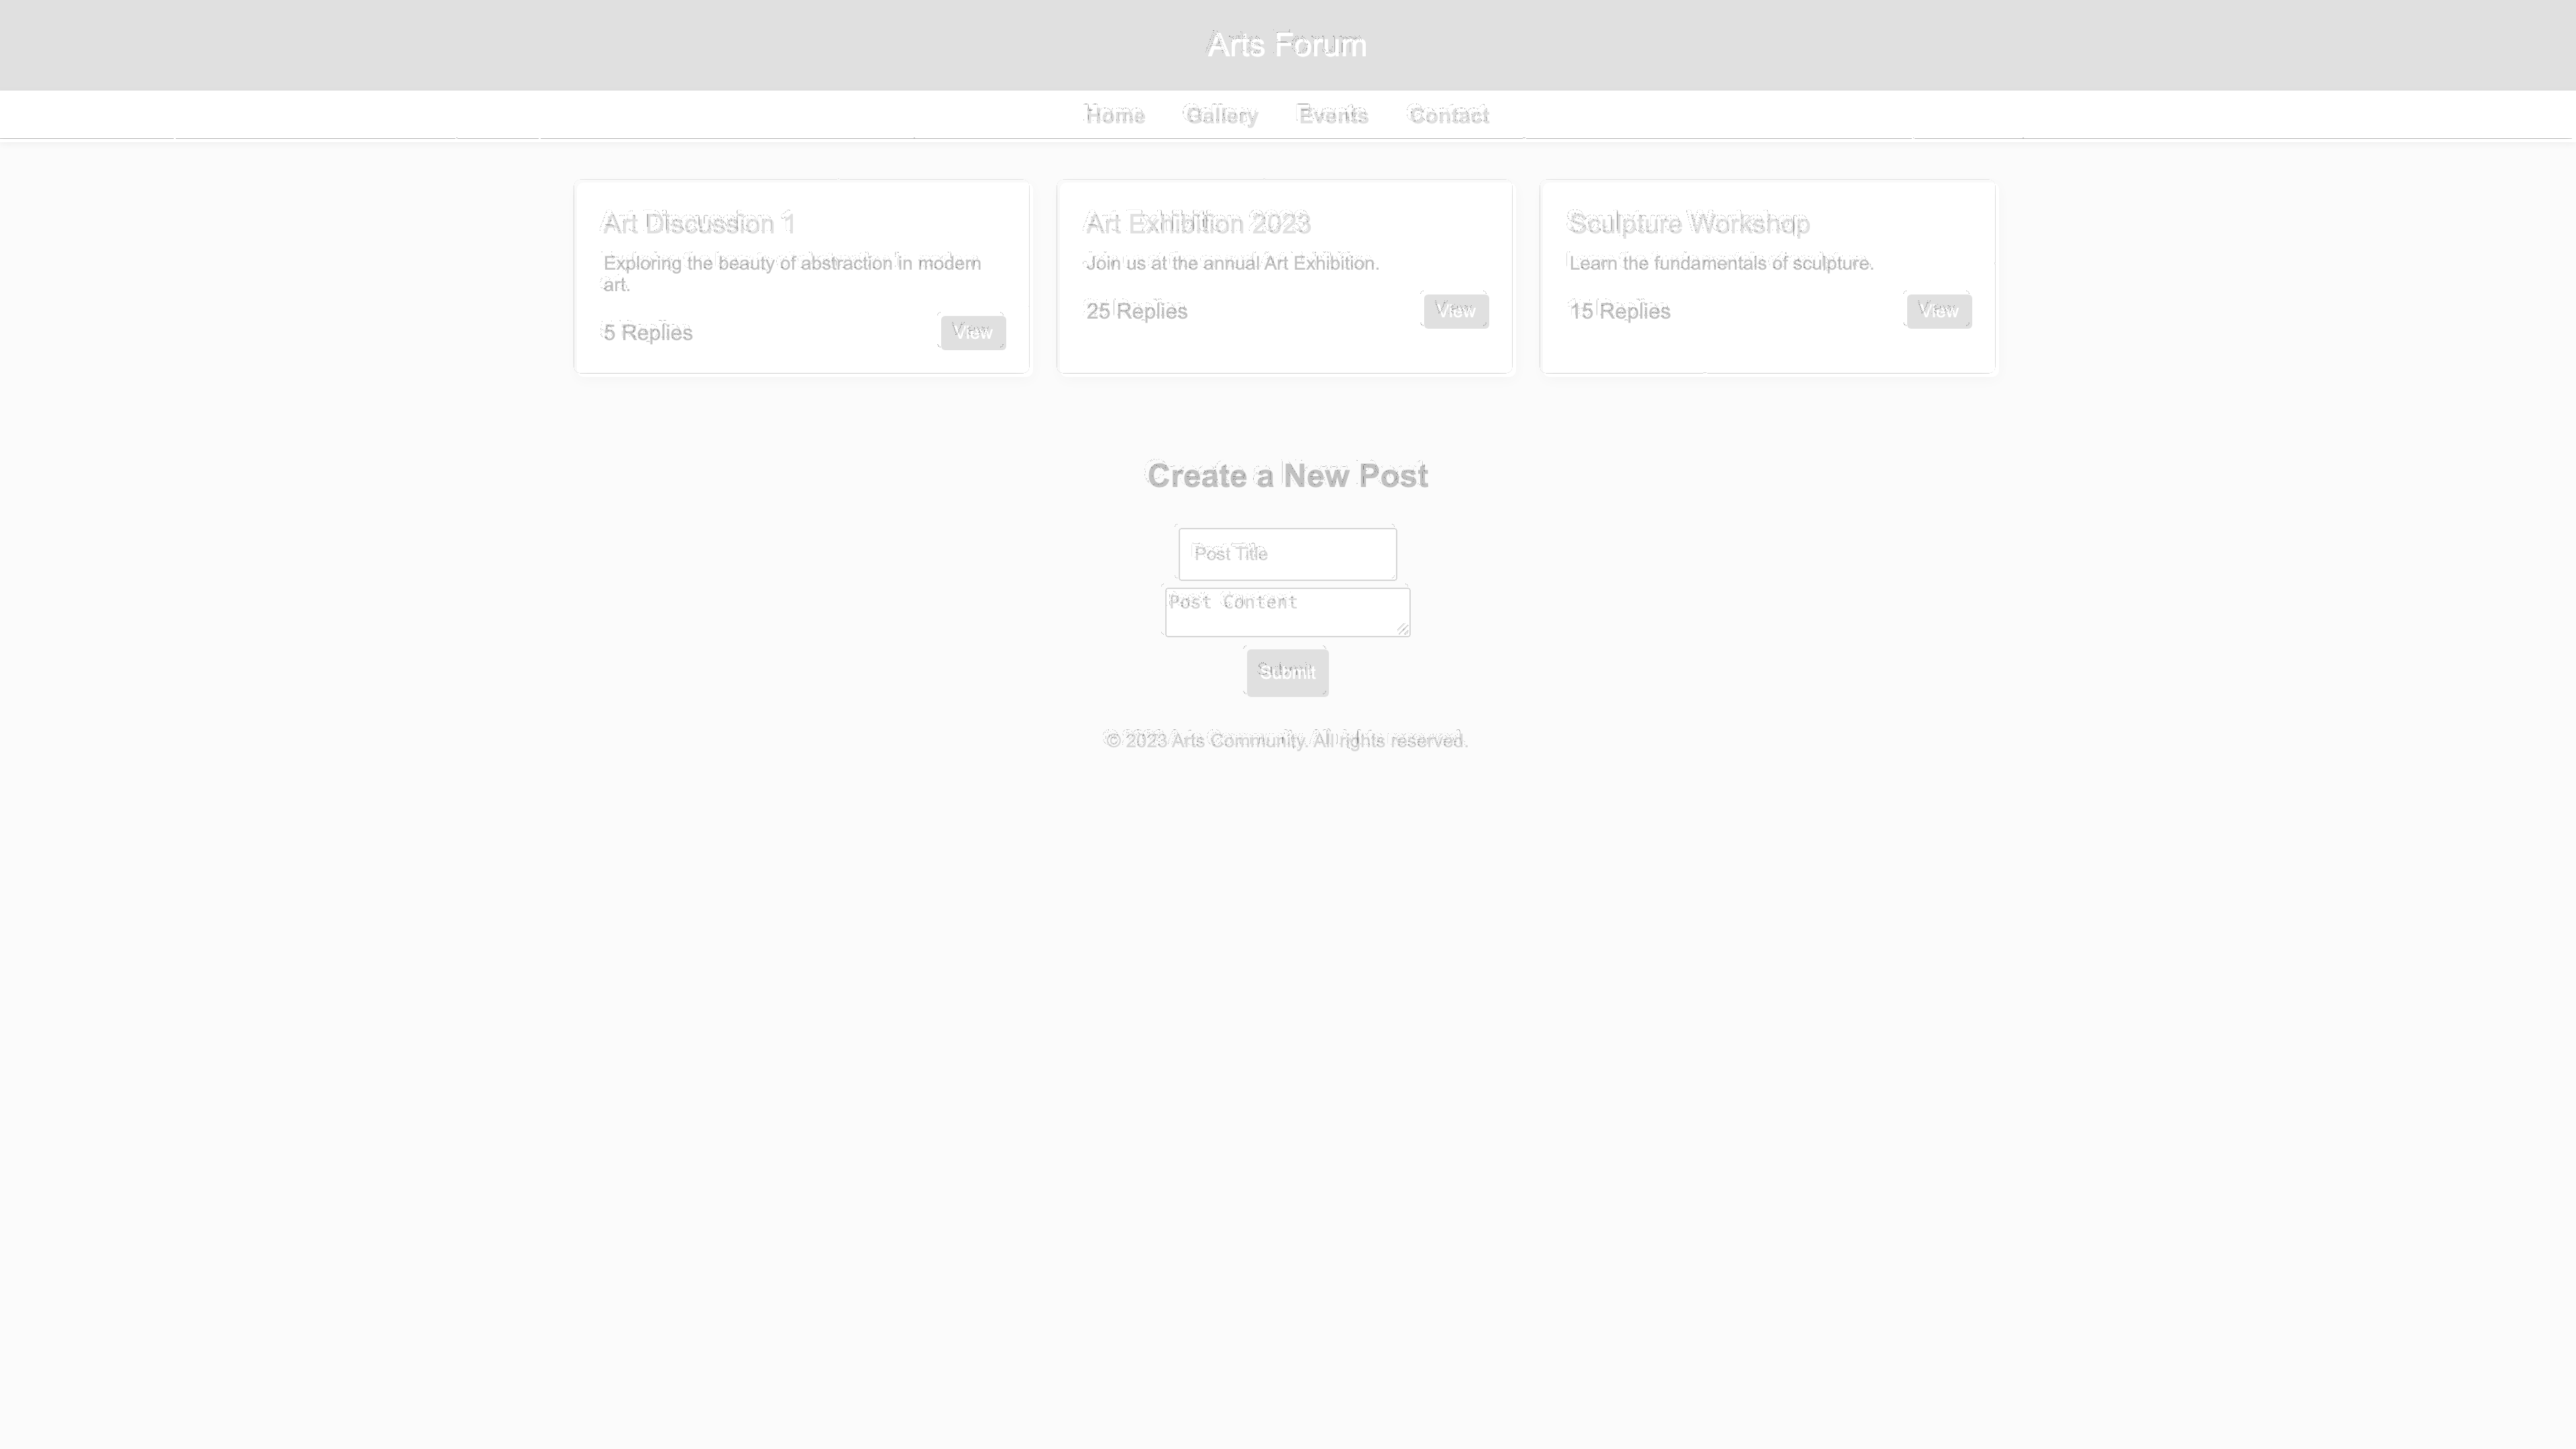 Arts Forum
Home Gallery Events Contact
Art Discussion 1
Exploring the beauty of abstraction in modern
art.
5 Replies View
Art Exhibition 2023
Join us at the annual Art Exhibition.
25 Replies View
Sculpture Workshop
Learn the fundamentals of sculpture.
15 Replies View
Create a New Post
Post Title
Post Content
Submit
© 2023 Arts Community. All rights reserved.